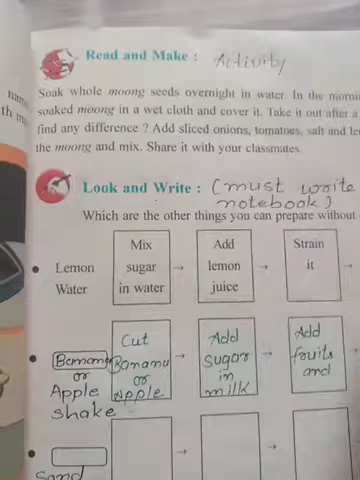 Read and Make : Activity
Soak whole moong seeds overnight in water. In the
soaked moong in a wet cloth and cover it. Take it out after a
find any difference ? Add sliced onions, tomatoes, salt and
the moong and mix. Share it with your classmates.
Look and Write : (must write
notebook)
Which are the other things you can prepare without
Mix Add Strain
Lemon sugar → lemon → it →
Water in water juice
Cut Add Add
Banana Banana → sugar → fruits
or or in and
Apple Apple milk
shake
→ →
Sand